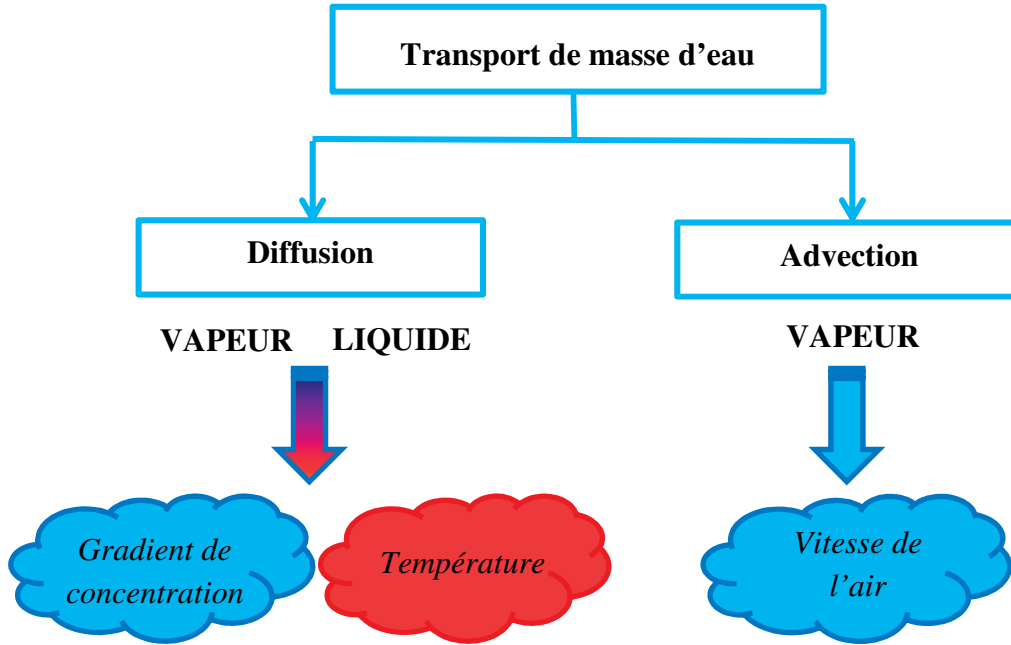 Transport de masse d’eau
Diffusion
Advection
VAPEUR LIQUIDE
VAPEUR
Gradient de
concentration
Température
Vitesse de
l’air